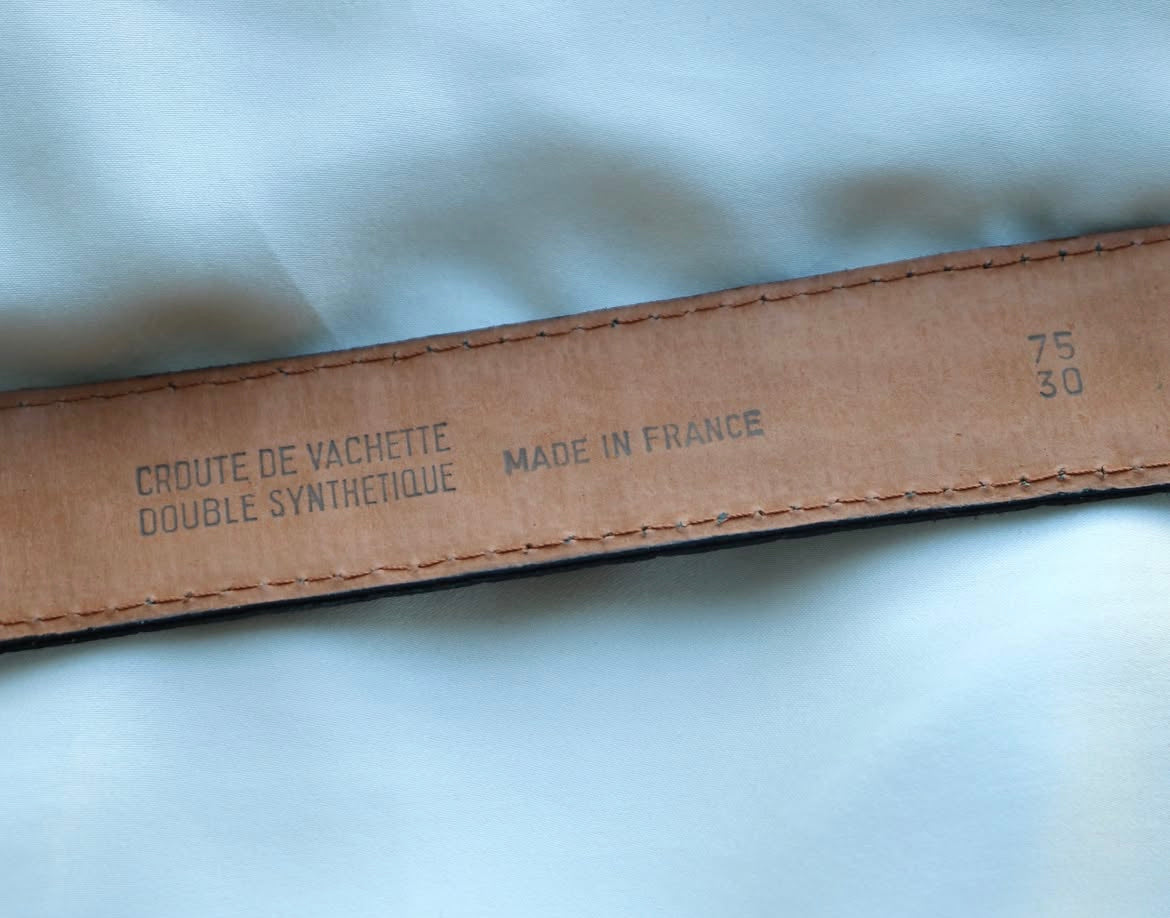 CROUTE DE VACHETTE
DOUBLE SYNTHETIQUE
MADE IN FRANCE
75
30